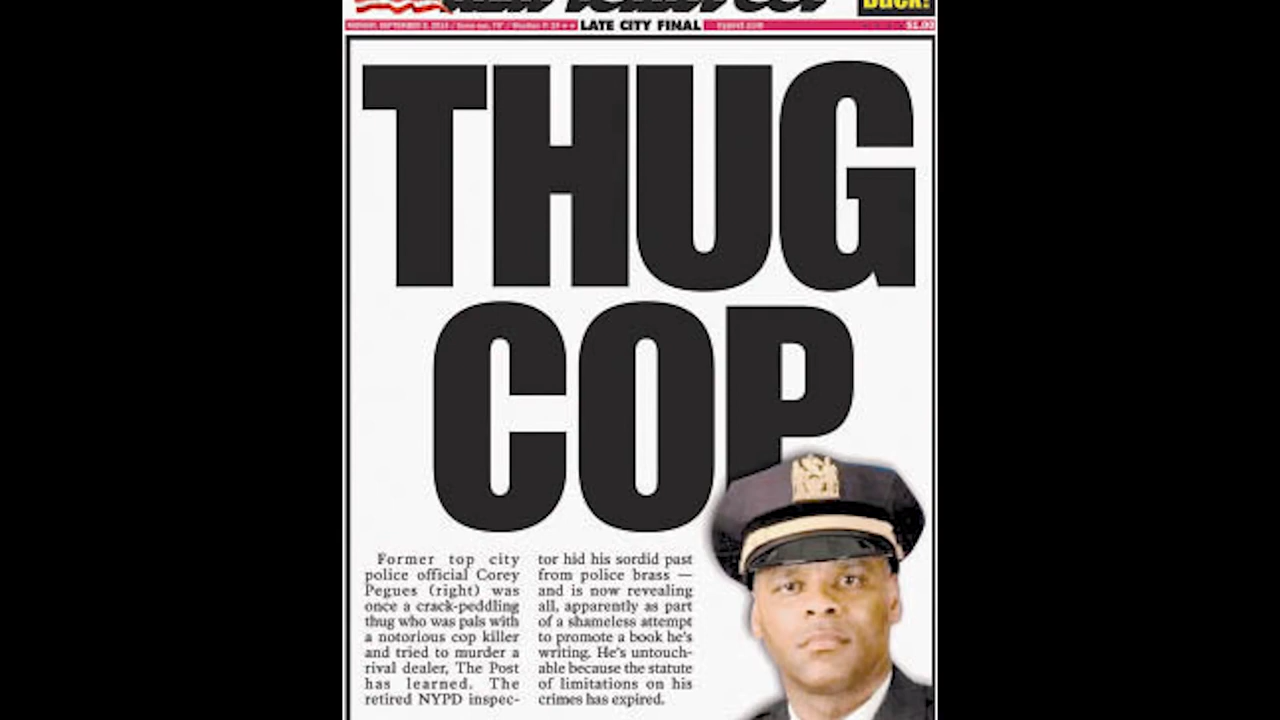 LATE CITY FINAL
$1.00
THUG
COP
Former top city
police official Corey
Pegues (right) was
once a crack-peddling
thug who was pals with
a notorious cop killer
and tried to murder a
rival dealer, The Post
has learned. The
retired NYPD inspec-
tor hid his sordid past
from police brass —
and is now revealing
all, apparently as part
of a shameless attempt
to promote a book he's
writing. He's untouch-
able because the statute
of limitations on his
crimes has expired.